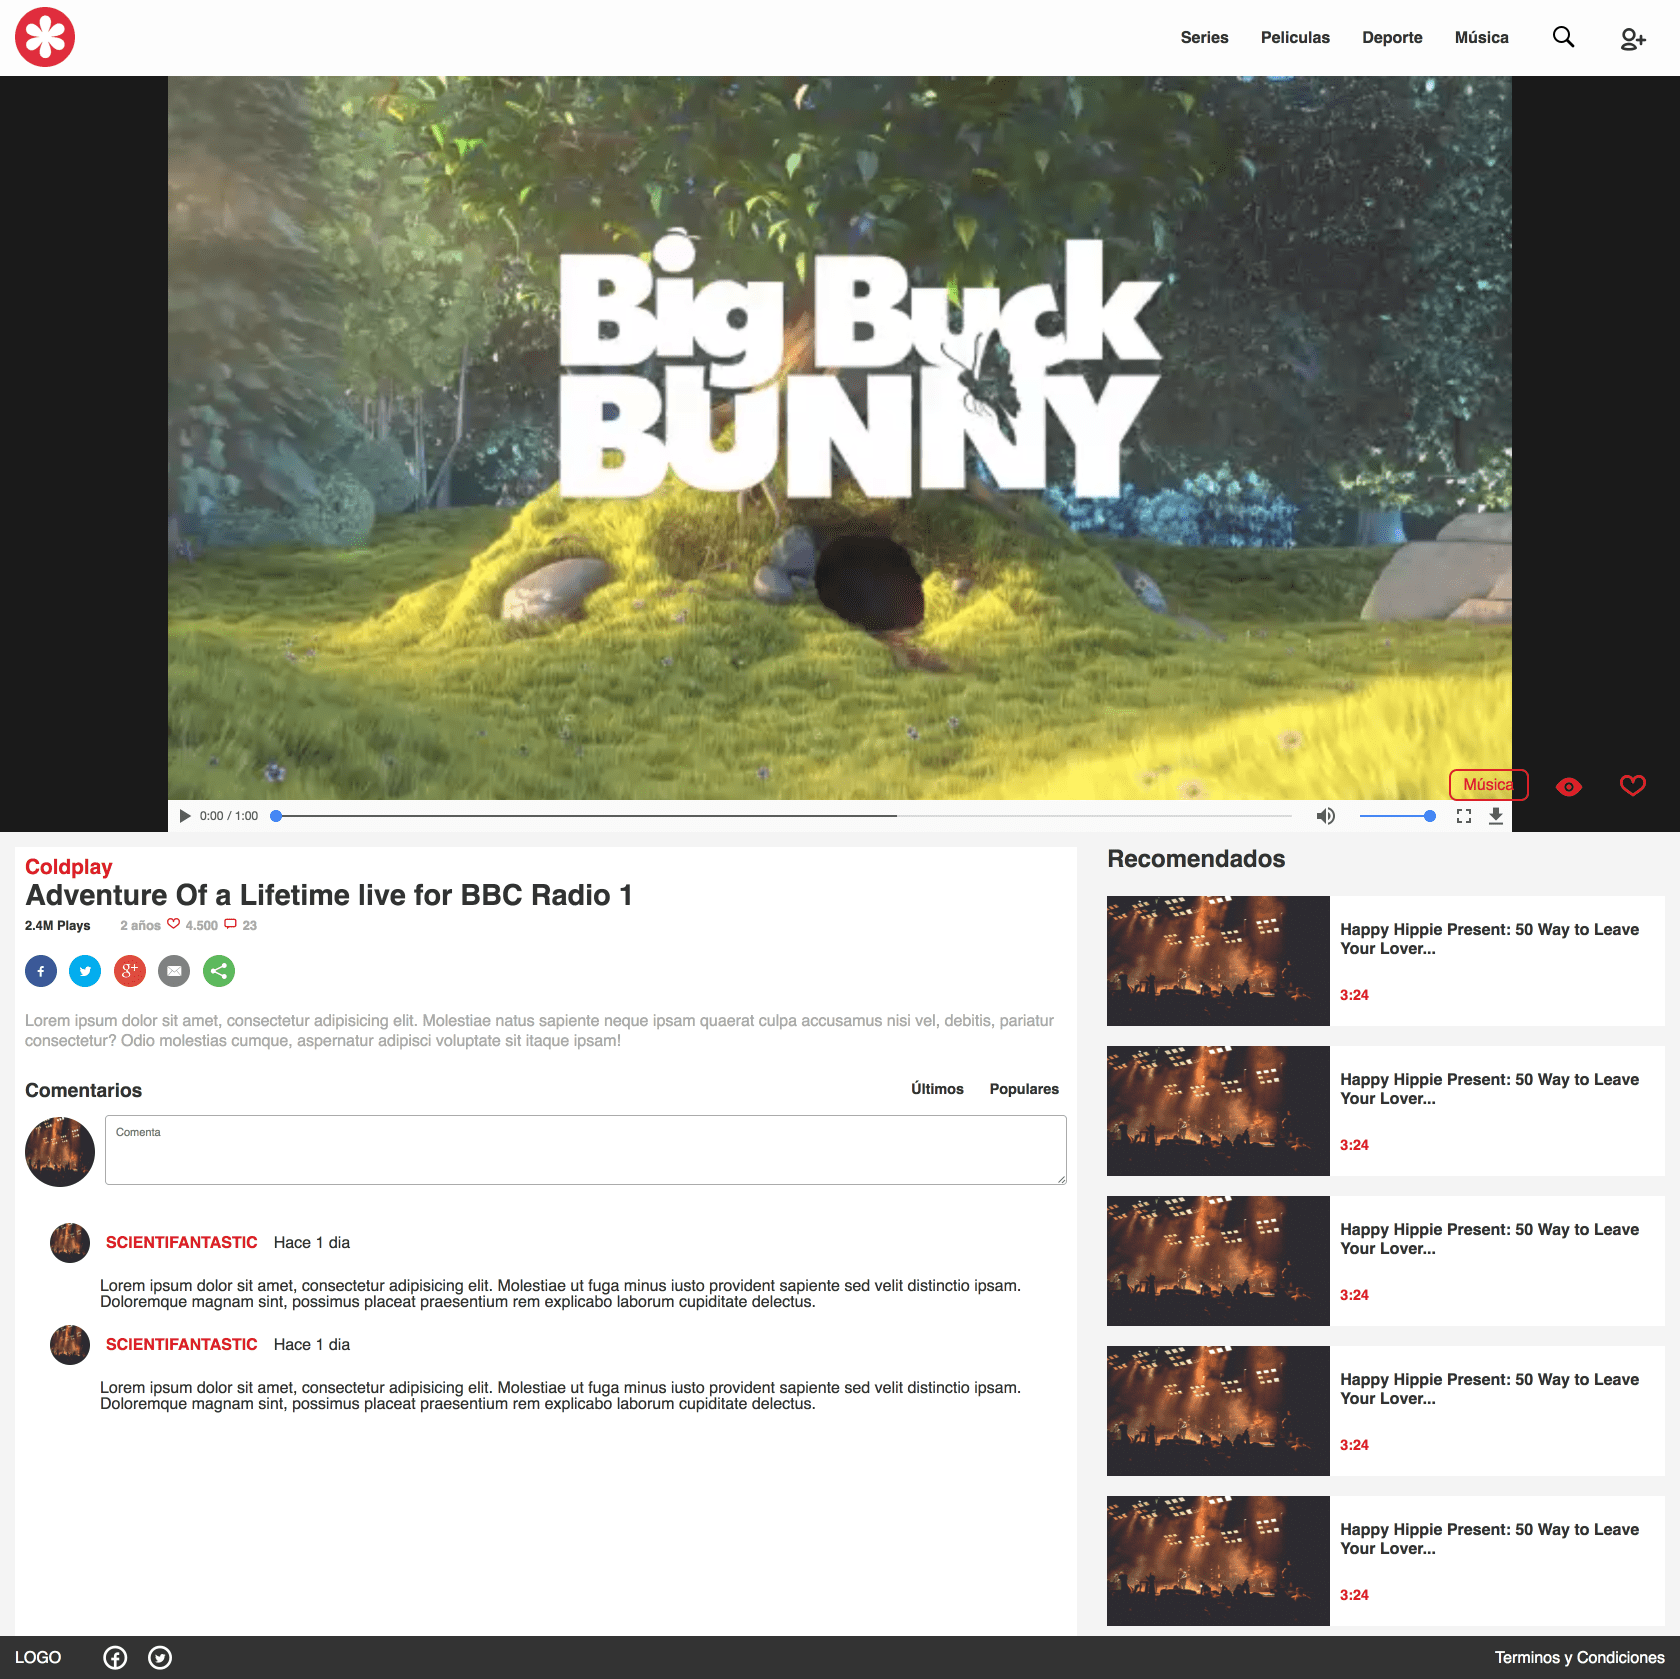 Series
Peliculas
Deporte
Música
Big Buck
BUNNY
Música
0:00 / 1:00
Coldplay
Adventure Of a Lifetime live for BBC Radio 1
2.4M Plays 2 años 4.500 23
f
g+
Lorem ipsum dolor sit amet, consectetur adipisicing elit. Molestiae natus sapiente neque ipsam quaerat culpa accusamus nisi vel, debitis, pariatur
consectetur? Odio molestias cumque, aspernatur adipisci voluptate sit itaque ipsam!
Comentarios
Últimos
Populares
Comenta
SCIENTIFANTASTIC Hace 1 dia
Lorem ipsum dolor sit amet, consectetur adipisicing elit. Molestiae ut fuga minus iusto provident sapiente sed velit distinctio ipsam.
Doloremque magnam sint, possimus placeat praesentium rem explicabo laborum cupiditate delectus.
SCIENTIFANTASTIC Hace 1 dia
Lorem ipsum dolor sit amet, consectetur adipisicing elit. Molestiae ut fuga minus iusto provident sapiente sed velit distinctio ipsam.
Doloremque magnam sint, possimus placeat praesentium rem explicabo laborum cupiditate delectus.
Recomendados
Happy Hippie Present: 50 Way to Leave
Your Lover...
3:24
Happy Hippie Present: 50 Way to Leave
Your Lover...
3:24
Happy Hippie Present: 50 Way to Leave
Your Lover...
3:24
Happy Hippie Present: 50 Way to Leave
Your Lover...
3:24
Happy Hippie Present: 50 Way to Leave
Your Lover...
3:24
LOGO
Terminos y Condiciones